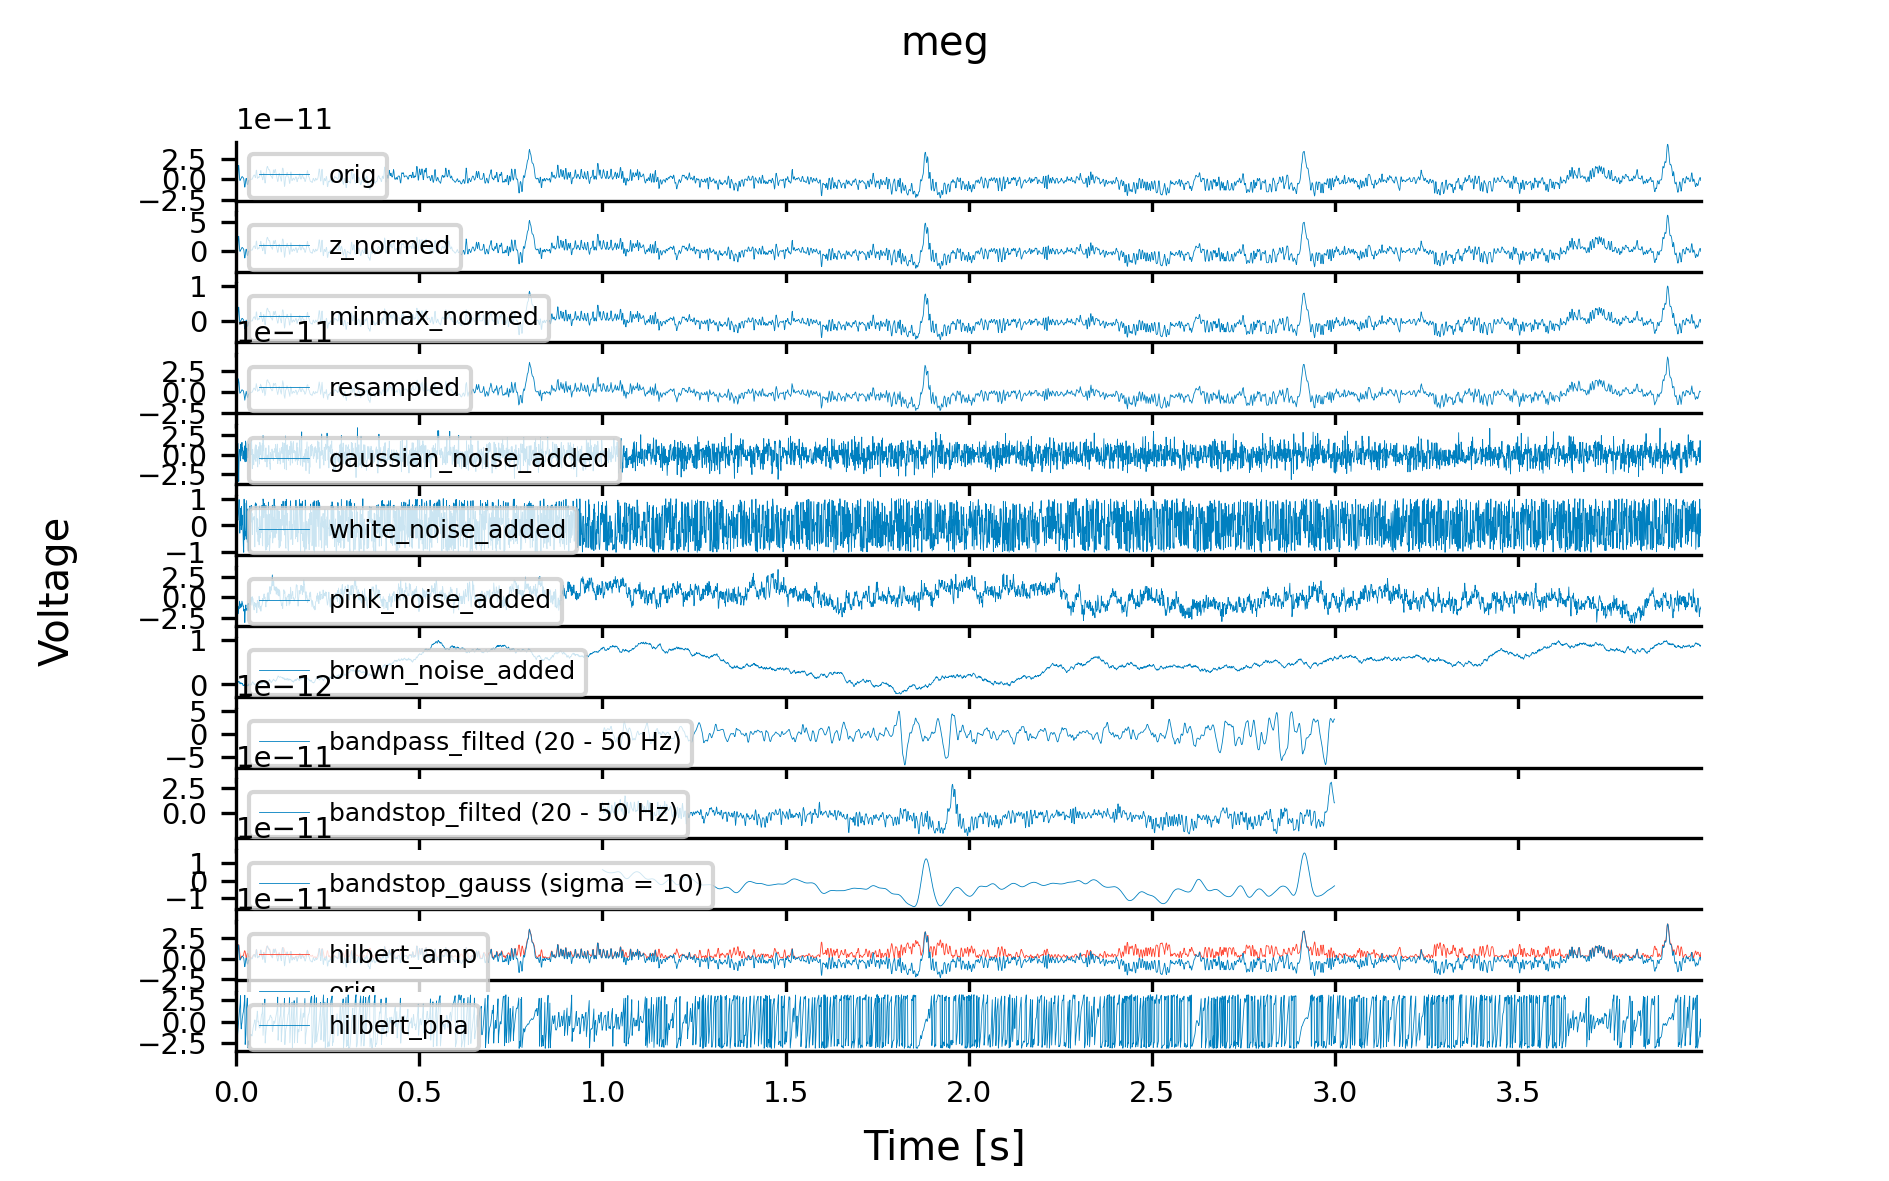 meg
1e−11
2.5
0.0
−2.5
orig
5
0
z_normed
1
0
minmax_normed
1e−11
2.5
0.0
−2.5
resampled
2.5
0.0
−2.5
gaussian_noise_added
1
0
−1
white_noise_added
2.5
0.0
−2.5
pink_noise_added
1
0
brown_noise_added
1e−12
5
0
−5
bandpass_filted (20 - 50 Hz)
1e−11
2.5
0.0
bandstop_filted (20 - 50 Hz)
1e−11
1
0
−1
bandstop_gauss (sigma = 10)
1e−11
2.5
0.0
−2.5
hilbert_amp
orig
2.5
0.0
−2.5
hilbert_pha
0.0 0.5 1.0 1.5 2.0 2.5 3.0 3.5
Time [s]
Voltage